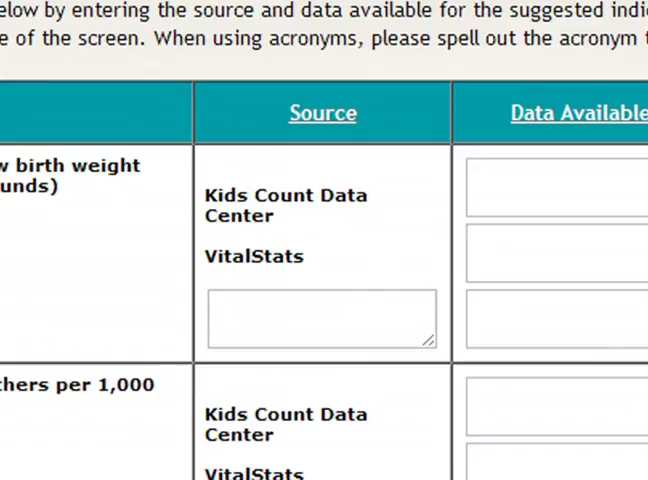 below by entering the source and data available for the suggested indi
e of the screen. When using acronyms, please spell out the acronym t
Source
Data Available
w birth weight
unds)
Kids Count Data
Center
VitalStats
thers per 1,000
Kids Count Data
Center
VitalStats